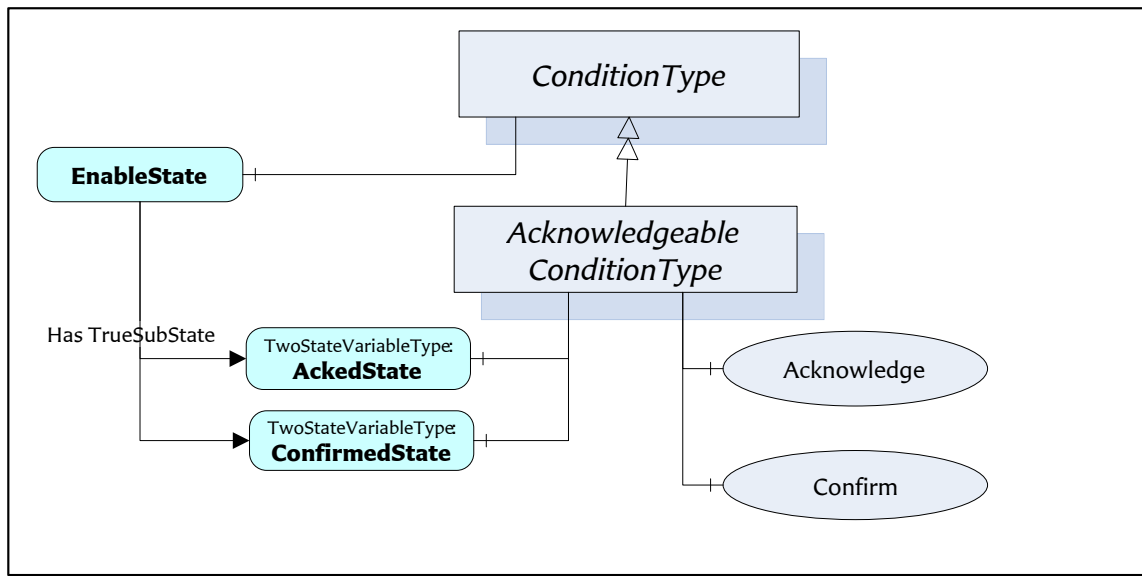 ConditionType
EnableState
Acknowledgeable
ConditionType
Has TrueSubState
TwoStateVariableType:
AckedState
Acknowledge
TwoStateVariableType:
ConfirmedState
Confirm